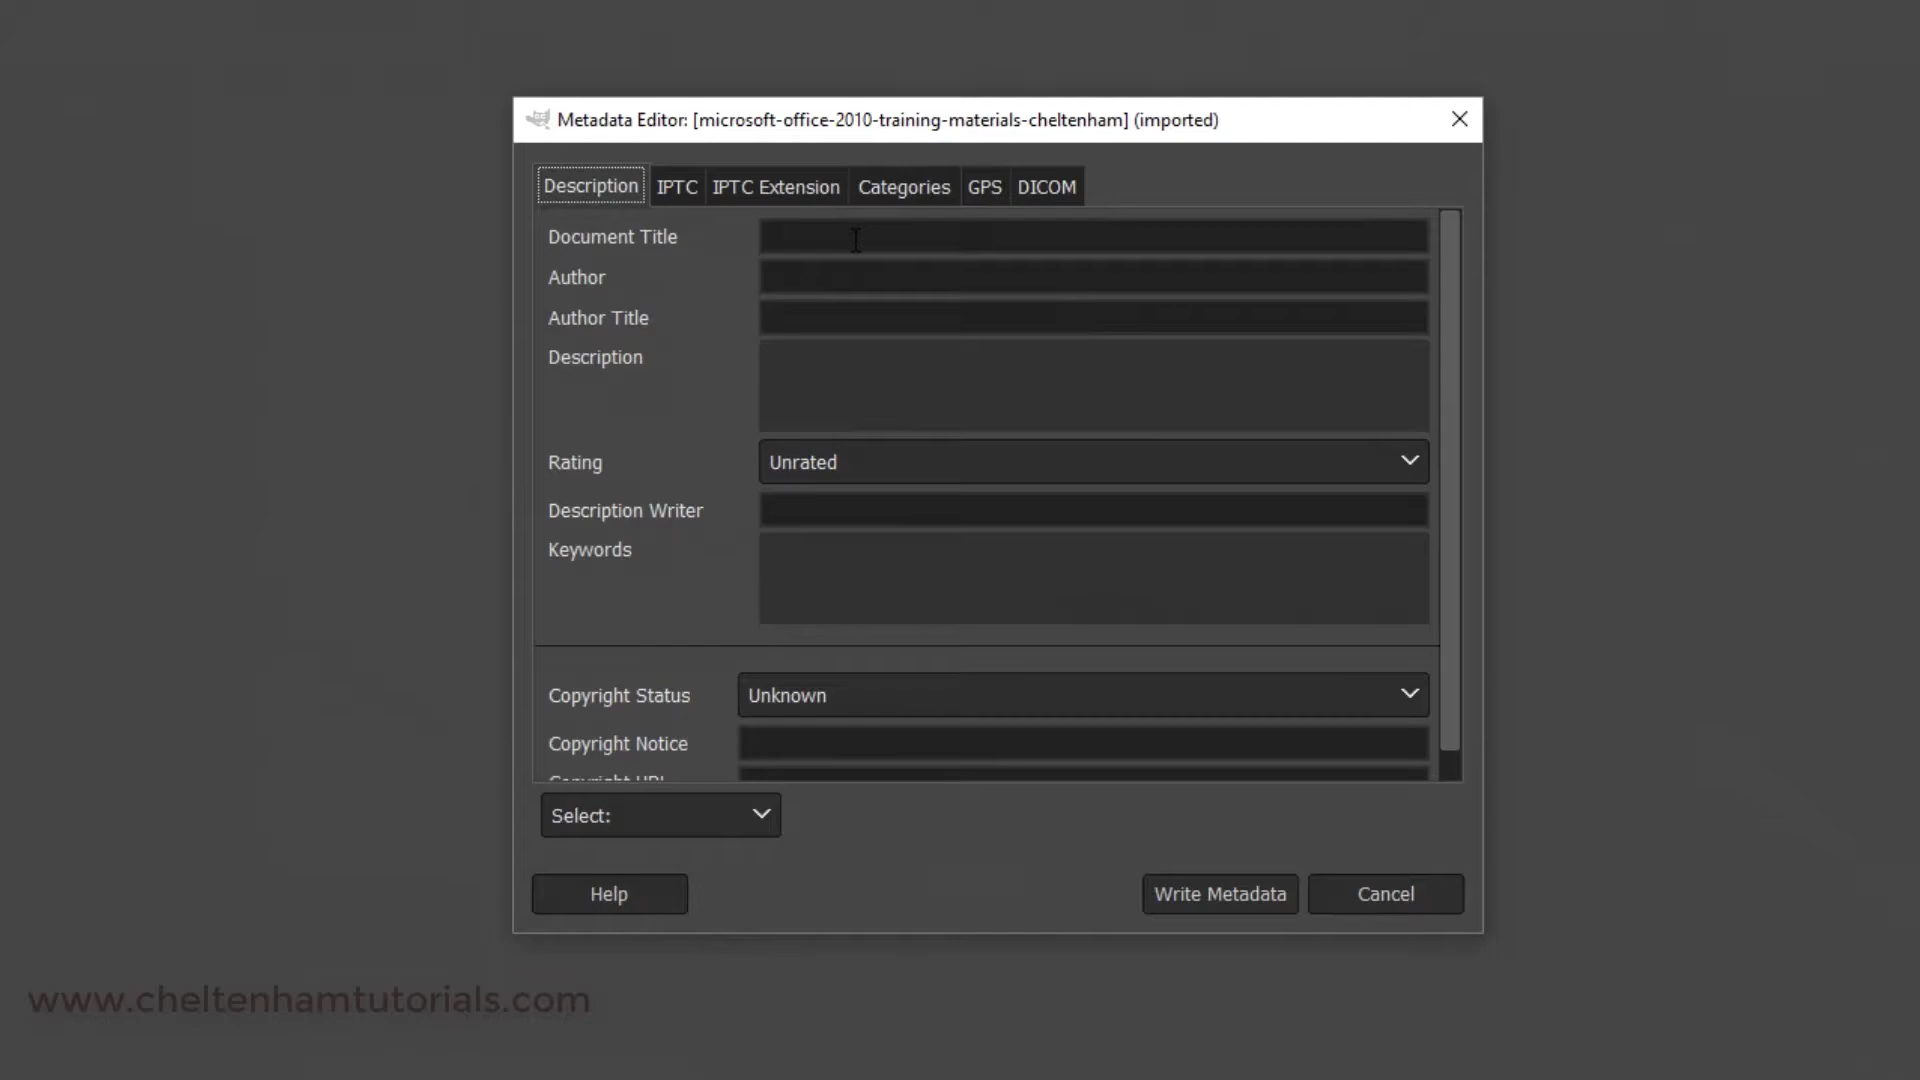 Metadata Editor: [microsoft-office-2010-training-materials-cheltenham] (imported)
Description IPTC IPTC Extension Categories GPS DICOM
Document Title
Author
Author Title
Description
Rating Unrated
Description Writer
Keywords
Copyright Status Unknown
Copyright Notice
Select:
Help Write Metadata Cancel
www.cheltenhamtutorials.com